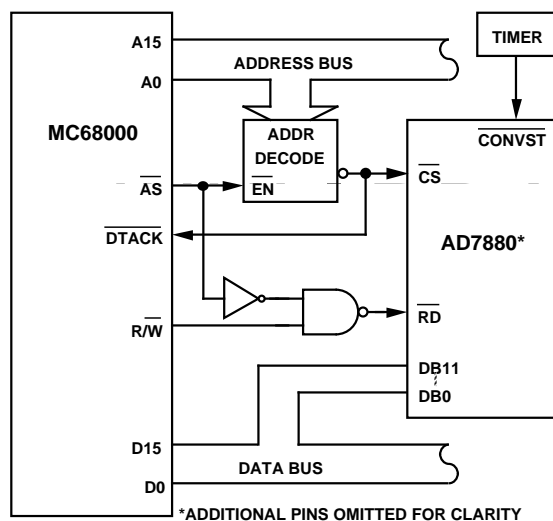 A15
TIMER
ADDRESS BUS
A0
MC68000
ADDR
DECODE
CONVST
AS
EN
CS
DTACK
AD7880*
R/W
RD
DB11
DB0
D15
DATA BUS
D0
*ADDITIONAL PINS OMITTED FOR CLARITY